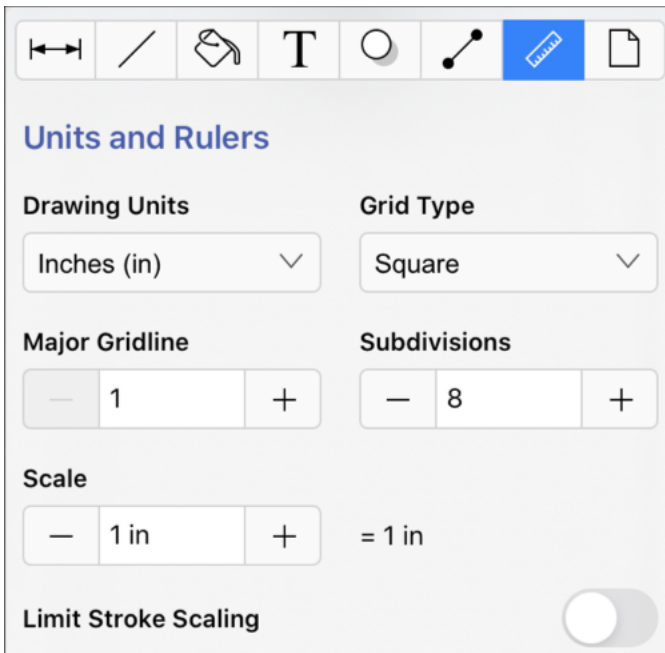 T
Units and Rulers
Drawing Units Grid Type
Inches (in) Square
Major Gridline Subdivisions
— 1 + — 8 +
Scale
— 1 in + = 1 in
Limit Stroke Scaling